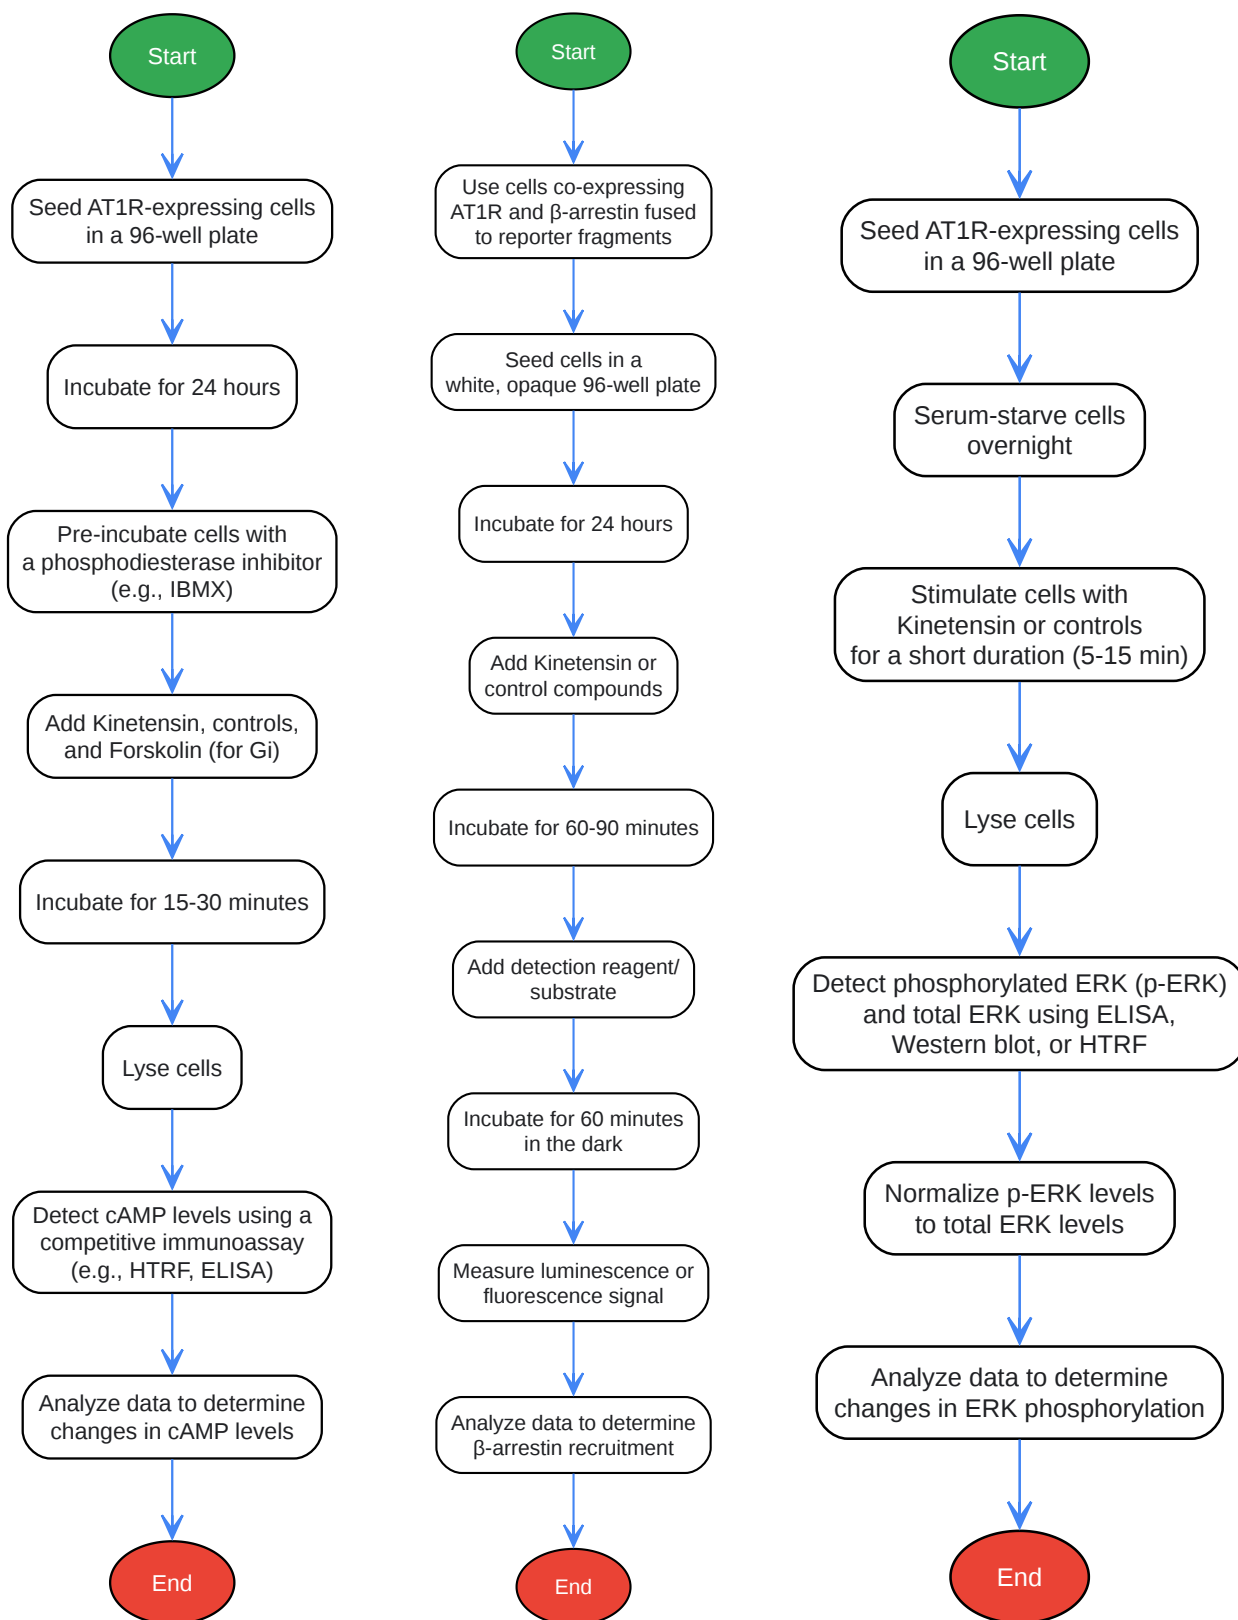 Start
Seed AT1R-expressing cells
in a 96-well plate
Incubate for 24 hours
Pre-incubate cells with
a phosphodiesterase inhibitor
(e.g., IBMX)
Add Kinetensin, controls,
and Forskolin (for Gi)
Incubate for 15-30 minutes
Lyse cells
Detect cAMP levels using a
competitive immunoassay
(e.g., HTRF, ELISA)
Analyze data to determine
changes in cAMP levels
End
Start
Use cells co-expressing
AT1R and β-arrestin fused
to reporter fragments
Seed cells in a
white, opaque 96-well plate
Incubate for 24 hours
Add Kinetensin or
control compounds
Incubate for 60-90 minutes
Add detection reagent/
substrate
Incubate for 60 minutes
in the dark
Measure luminescence or
fluorescence signal
Analyze data to determine
β-arrestin recruitment
End
Start
Seed AT1R-expressing cells
in a 96-well plate
Serum-starve cells
overnight
Stimulate cells with
Kinetensin or controls
for a short duration (5-15 min)
Lyse cells
Detect phosphorylated ERK (p-ERK)
and total ERK using ELISA,
Western blot, or HTRF
Normalize p-ERK levels
to total ERK levels
Analyze data to determine
changes in ERK phosphorylation
End